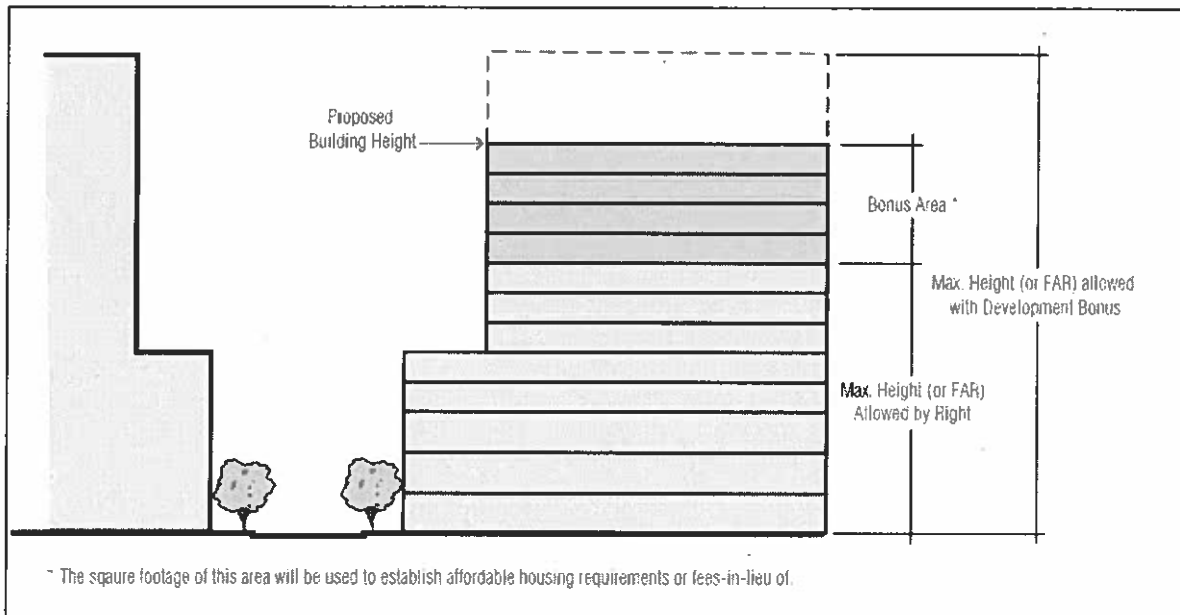 Proposed
Building Height
Bonus Area *
Max. Height (or FAR) allowed
with Development Bonus
Max. Height (or FAR)
Allowed by Right
* The sqaure footage of this area will be used to establish affordable housing requirements or fees-in-lieu of.